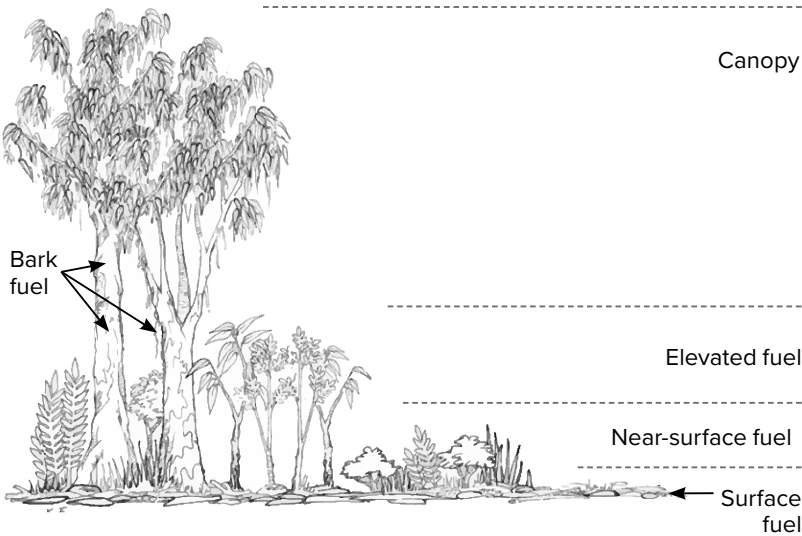 Canopy
Bark
fuel
Elevated fuel
Near-surface fuel
Surface
fuel